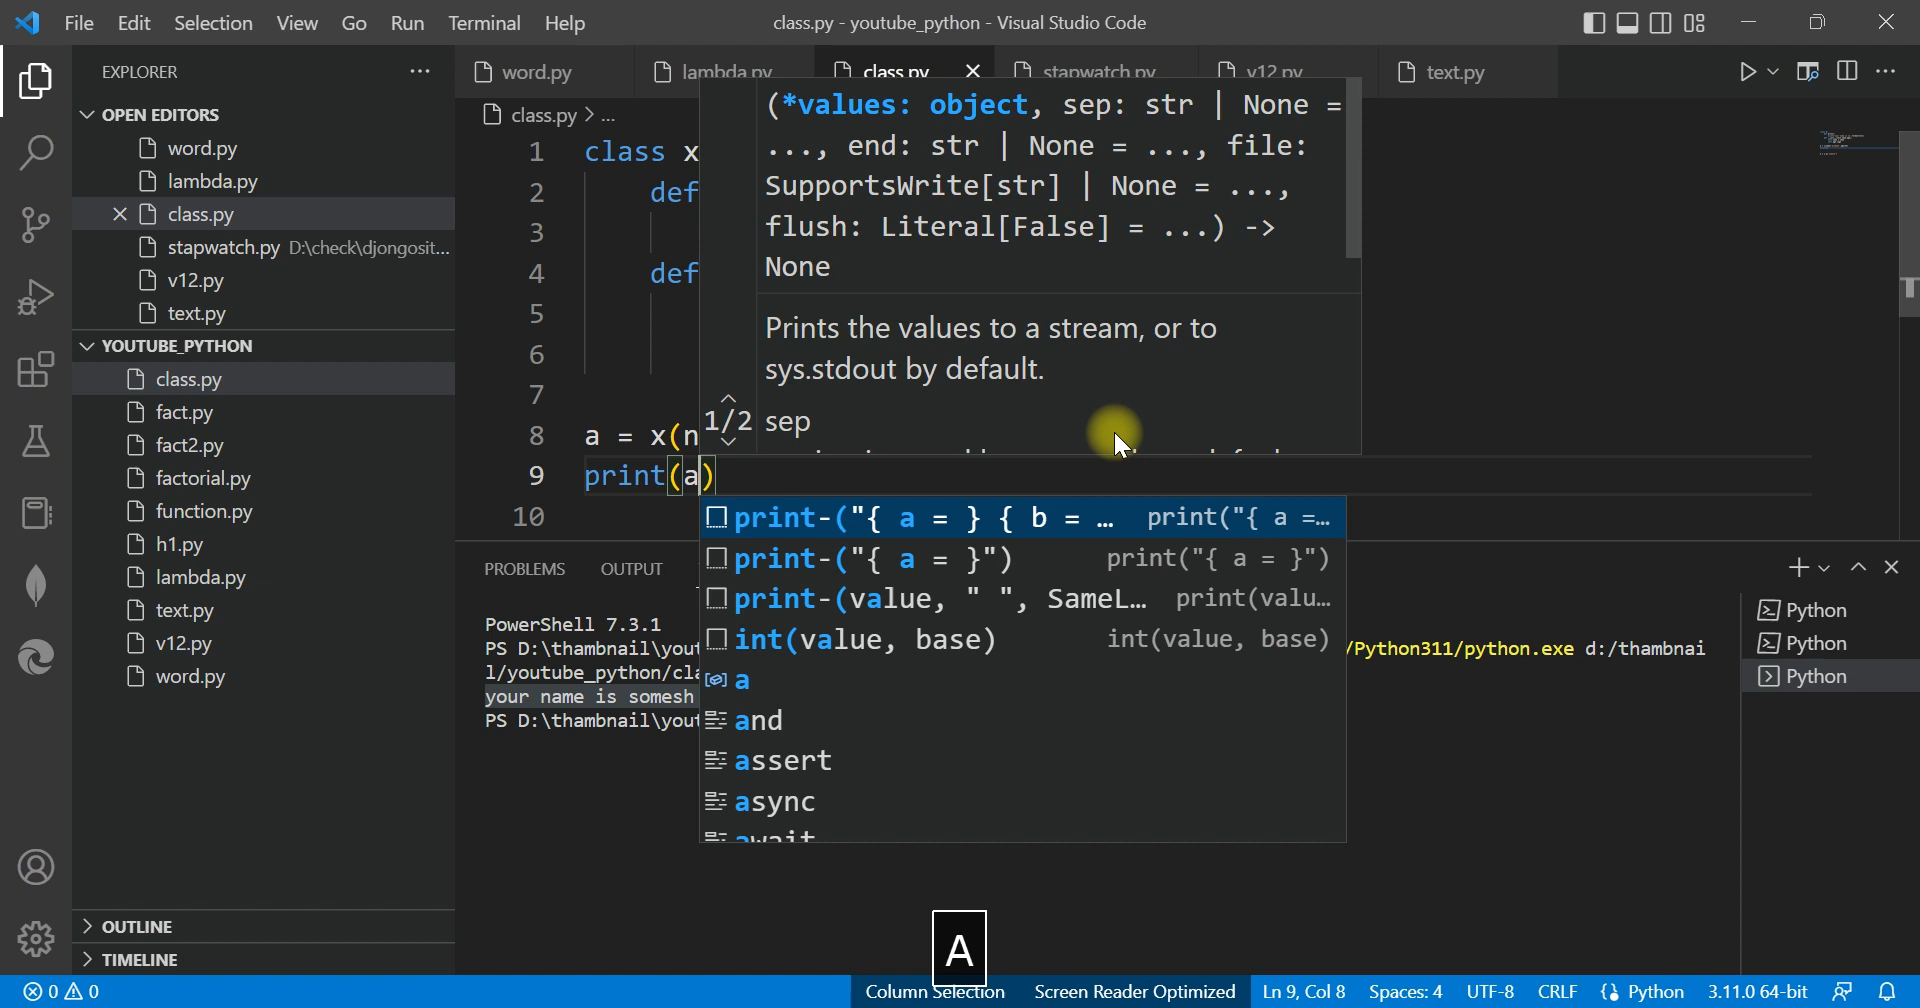 File Edit Selection View Go Run Terminal Help
class.py - youtube_python - Visual Studio Code
EXPLORER
OPEN EDITORS
word.py
lambda.py
class.py
stapwatch.py D:\check\djongosit...
v12.py
text.py
YOUTUBE_PYTHON
class.py
fact.py
fact2.py
factorial.py
function.py
h1.py
lambda.py
text.py
v12.py
word.py
OUTLINE
TIMELINE
word.py lambda.py class.py stapwatch.py v12.py text.py
class.py > ...
1 class x
2 def
3
4 def
5
6
7
8 a = x(n
9 print(a)
10
(*values: object, sep: str | None =
..., end: str | None = ..., file:
SupportsWrite[str] | None = ...,
flush: Literal[False] = ...) ->
None
Prints the values to a stream, or to
sys.stdout by default.
1/2 sep
print-("{ a = } { b = … print("{ a =…
print-("{ a = }") print("{ a = }")
print-(value, " ", SameL… print(valu…
int(value, base) int(value, base)
a
and
assert
async
await
PROBLEMS OUTPUT
PowerShell 7.3.1
PS D:\thambnail\yout /Python311/python.exe d:/thambnai
l/youtube_python/cla
your name is somesh
PS D:\thambnail\yout
Python
Python
Python
A
0 0 Column Selection Screen Reader Optimized Ln 9, Col 8 Spaces: 4 UTF-8 CRLF Python 3.11.0 64-bit